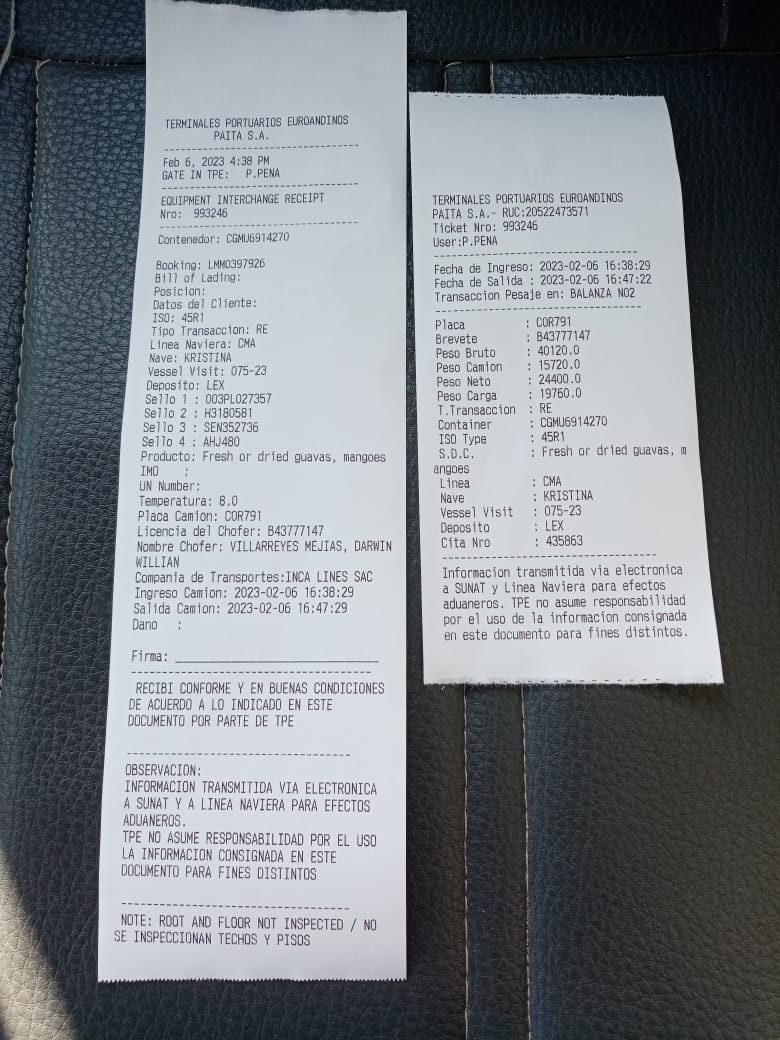 TERMINALES PORTUARIOS EUROANDINOS
PAITA S.A.
Feb 6, 2023 4:38 PM
GATE IN TPE: P.PENA
EQUIPMENT INTERCHANGE RECEIPT
Nro: 993246
Contenedor: CGMU6914270
Booking: LMM0397926
Bill of Lading:
Posicion:
Datos del Cliente:
ISO: 45R1
Tipo Transaccion: RE
Linea Naviera: CMA
Nave: KRISTINA
Vessel Visit: 075-23
Deposito: LEX
Sello 1 : 003PL027357
Sello 2 : H3180581
Sello 3 : SEN352736
Sello 4 : AHJ480
Producto: Fresh or dried guavas, mangoes
IMO :
UN Number:
Temperatura: 8.0
Placa Camion: COR791
Licencia del Chofer: B43777147
Nombre Chofer: VILLARREYES MEJIAS, DARWIN
WILLIAN
Compania de Transportes:INCA LINES SAC
Ingreso Camion: 2023-02-06 16:38:29
Salida Camion: 2023-02-06 16:47:29
Dano :
Firma: ______________________________
RECIBI CONFORME Y EN BUENAS CONDICIONES
DE ACUERDO A LO INDICADO EN ESTE
DOCUMENTO POR PARTE DE TPE
OBSERVACION:
INFORMACION TRANSMITIDA VIA ELECTRONICA
A SUNAT Y A LINEA NAVIERA PARA EFECTOS
ADUANEROS.
TPE NO ASUME RESPONSABILIDAD POR EL USO
LA INFORMACION CONSIGNADA EN ESTE
DOCUMENTO PARA FINES DISTINTOS
NOTE: ROOT AND FLOOR NOT INSPECTED / NO
SE INSPECCIONAN TECHOS Y PISOS
TERMINALES PORTUARIOS EUROANDINOS
PAITA S.A.- RUC:20522473571
Ticket Nro: 993246
User:P.PENA
Fecha de Ingreso: 2023-02-06 16:38:29
Fecha de Salida : 2023-02-06 16:47:22
Transaccion Pesaje en: BALANZA NO2
Placa : COR791
Brevete : B43777147
Peso Bruto : 40120.0
Peso Camion : 15720.0
Peso Neto : 24400.0
Peso Carga : 19760.0
T.Transaccion : RE
Container : CGMU6914270
ISO Type : 45R1
S.D.C. : Fresh or dried guavas, m
angoes
Linea : CMA
Nave : KRISTINA
Vessel Visit : 075-23
Deposito : LEX
Cita Nro : 435863
Informacion transmitida via electronica
a SUNAT y Linea Naviera para efectos
aduaneros. TPE no asume responsabilidad
por el uso de la informacion consignada
en este documento para fines distintos.